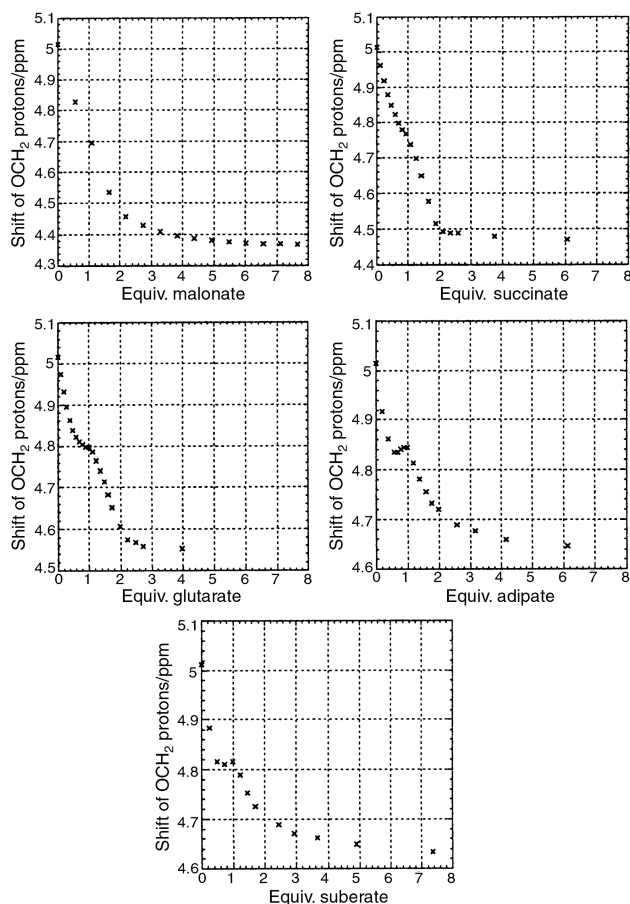 5.1
5
4.9
4.8
4.7
4.6
4.5
4.4
4.3
Shift of OCH₂ protons/ppm
0 1 2 3 4 5 6 7 8
Equiv. malonate
5.1
5
4.9
4.8
4.7
4.6
4.5
4.4
Shift of OCH₂ protons/ppm
0 1 2 3 4 5 6 7 8
Equiv. succinate
5.1
5
4.9
4.8
4.7
4.6
4.5
Shift of OCH₂ protons/ppm
0 1 2 3 4 5 6 7 8
Equiv. glutarate
5.1
5
4.9
4.8
4.7
4.6
Shift of OCH₂ protons/ppm
0 1 2 3 4 5 6 7 8
Equiv. adipate
5.1
5
4.9
4.8
4.7
4.6
Shift of OCH₂ protons/ppm
0 1 2 3 4 5 6 7 8
Equiv. suberate